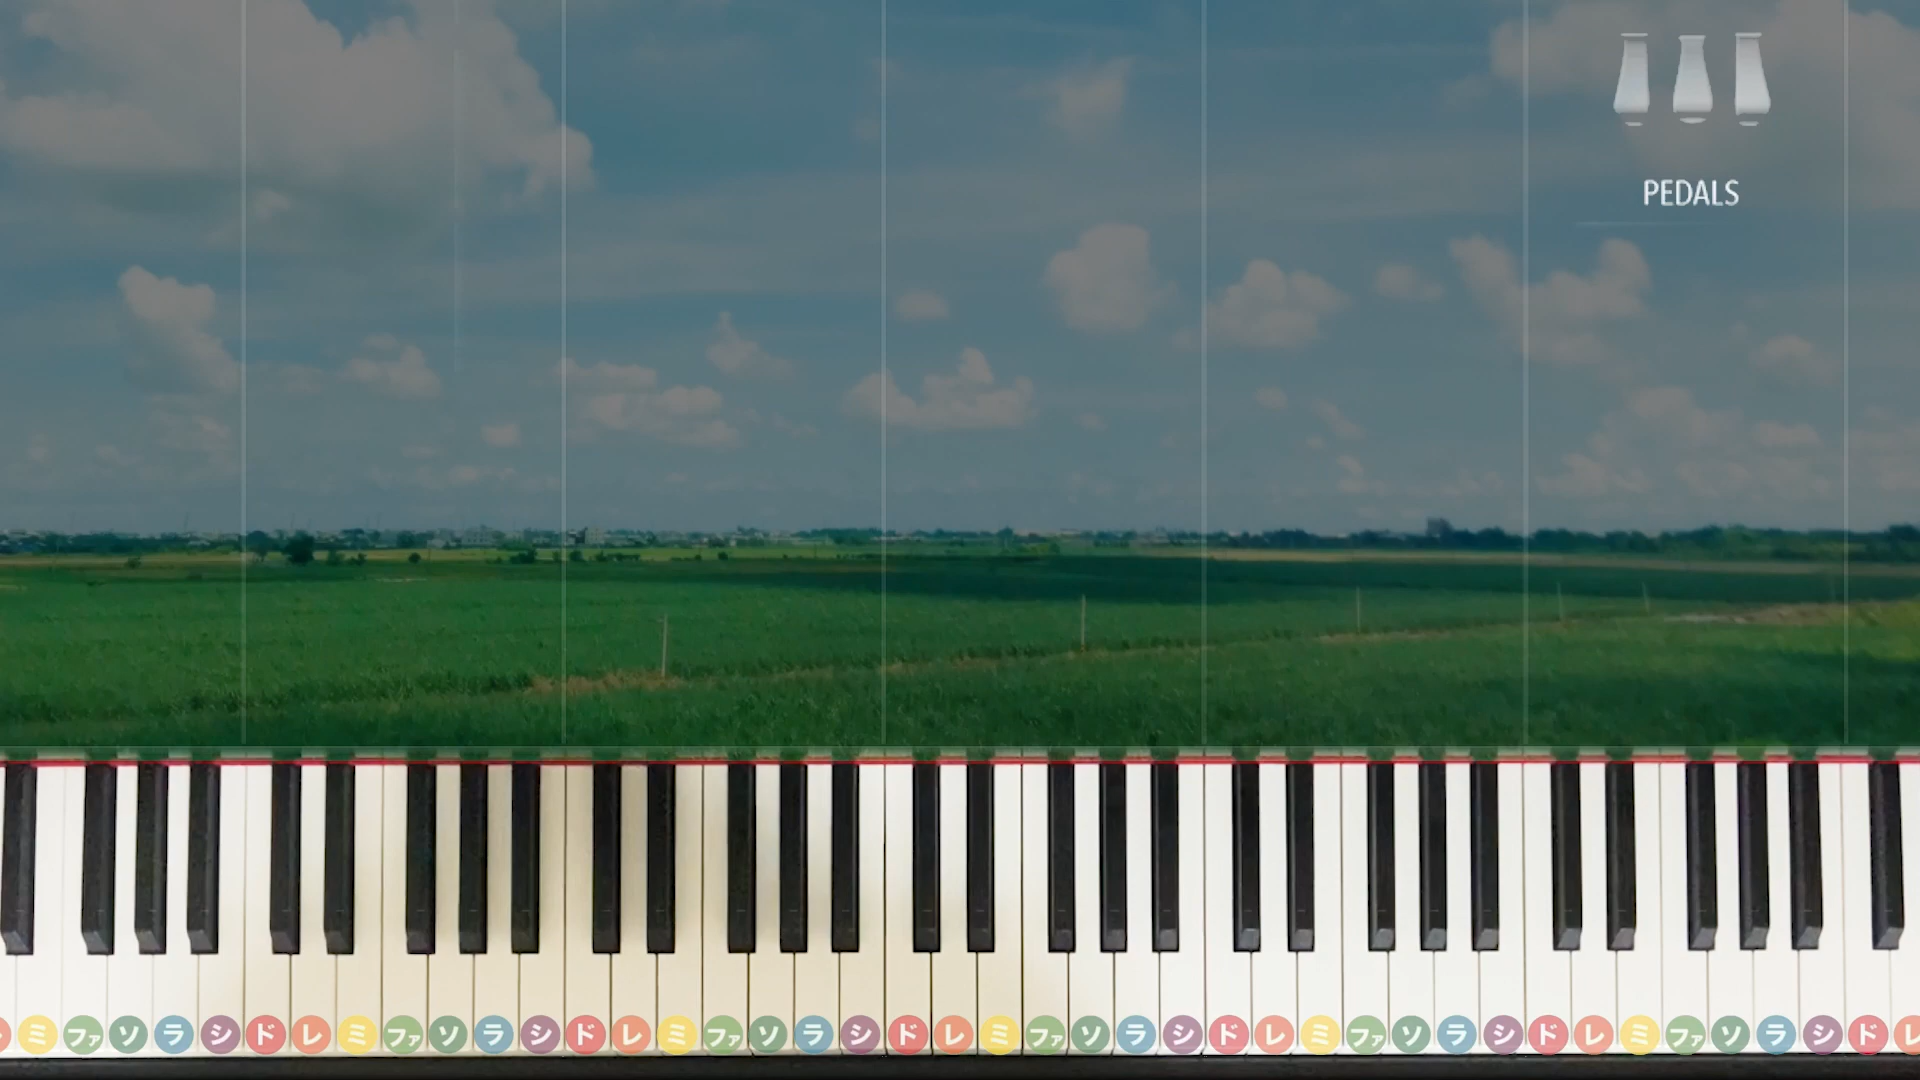 PEDALS
ミ ファ ソ ラ シ ド レ ミ ファ ソ ラ シ ド レ ミ ファ ソ ラ シ ド レ ミ ファ ソ ラ シ ド レ ミ ファ ソ ラ シ ド レ ミ ファ ソ ラ シ ド レ